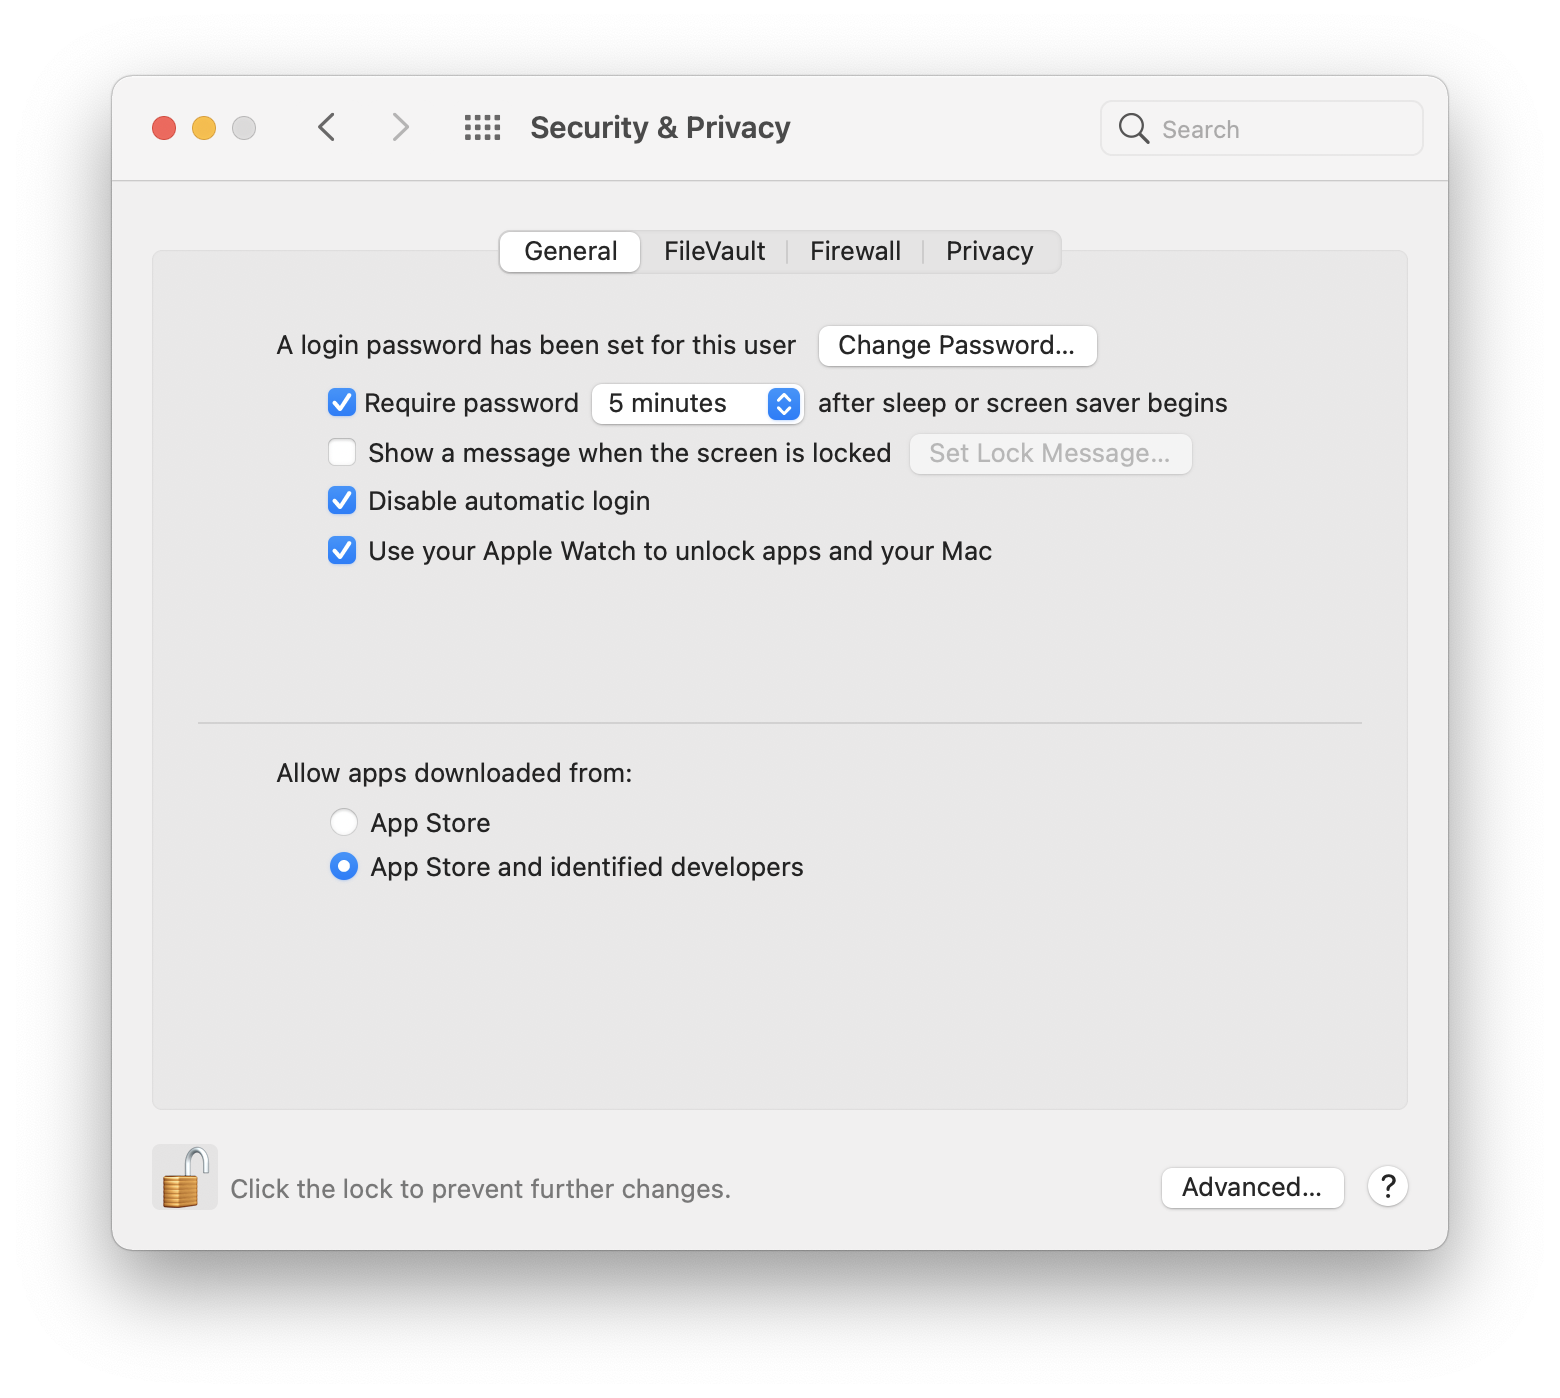 Security & Privacy
Search
General FileVault Firewall Privacy
A login password has been set for this user Change Password...
Require password 5 minutes after sleep or screen saver begins
Show a message when the screen is locked Set Lock Message...
Disable automatic login
Use your Apple Watch to unlock apps and your Mac
Allow apps downloaded from:
App Store
App Store and identified developers
Click the lock to prevent further changes. Advanced... ?